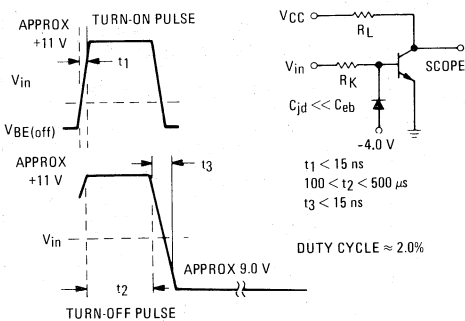 APPROX
+11 V
TURN-ON PULSE
t1
Vin
VBE(off)
APPROX
+11 V
t3
Vin
APPROX 9.0 V
t2
TURN-OFF PULSE
VCC
RL
SCOPE
Vin
RK
Cjd << Ceb
-4.0 V
t1 < 15 ns
100 < t2 < 500 μs
t3 < 15 ns
DUTY CYCLE ≈ 2.0%